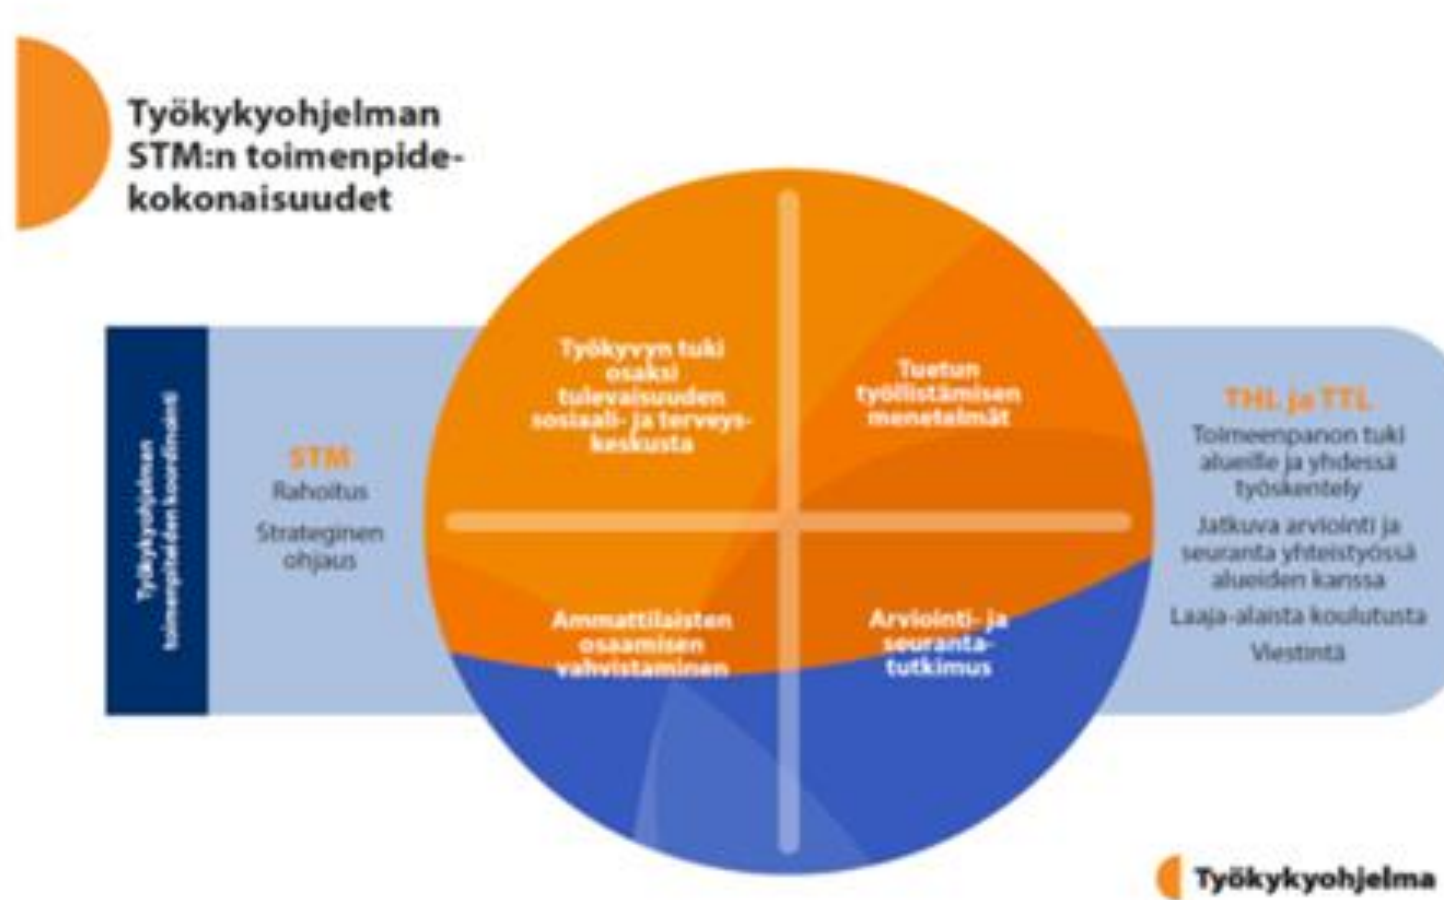 Työkykyohjelman
STM:n toimenpide-
kokonaisuudet
Työkykyohjelman
toimenpiteiden koordinointi
STM
Rahoitus
Strateginen
ohjaus
Työkyvyn tuki
osaksi
tulevaisuuden
sosiaali- ja terveys-
keskusta
Tuetun
työllistämisen
menetelmät
Ammattilaisten
osaamisen
vahvistaminen
Arviointi- ja
seuranta-
tutkimus
THL ja TTL
Toimeenpanon tuki
alueille ja yhdessä
työskentely
Jatkuva arviointi ja
seuranta yhteistyössä
alueiden kanssa
Laaja-alaista koulutusta
Viestintä
Työkykyohjelma